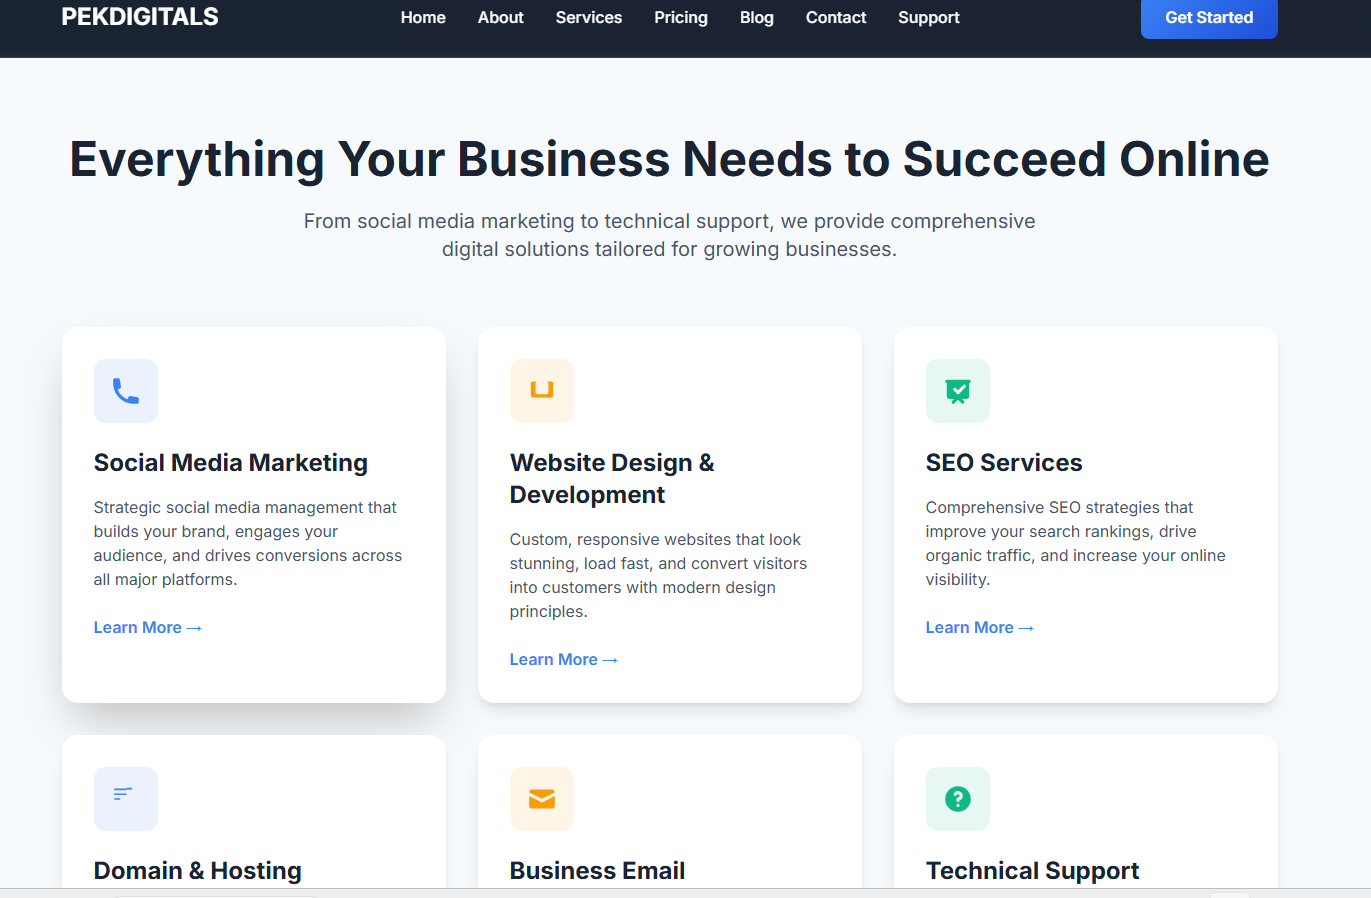 PEKDIGITALS
Home About Services Pricing Blog Contact Support
Get Started
Everything Your Business Needs to Succeed Online
From social media marketing to technical support, we provide comprehensive
digital solutions tailored for growing businesses.
Social Media Marketing
Strategic social media management that
builds your brand, engages your
audience, and drives conversions across
all major platforms.
Learn More →
Website Design &
Development
Custom, responsive websites that look
stunning, load fast, and convert visitors
into customers with modern design
principles.
Learn More →
SEO Services
Comprehensive SEO strategies that
improve your search rankings, drive
organic traffic, and increase your online
visibility.
Learn More →
Domain & Hosting
Business Email
Technical Support